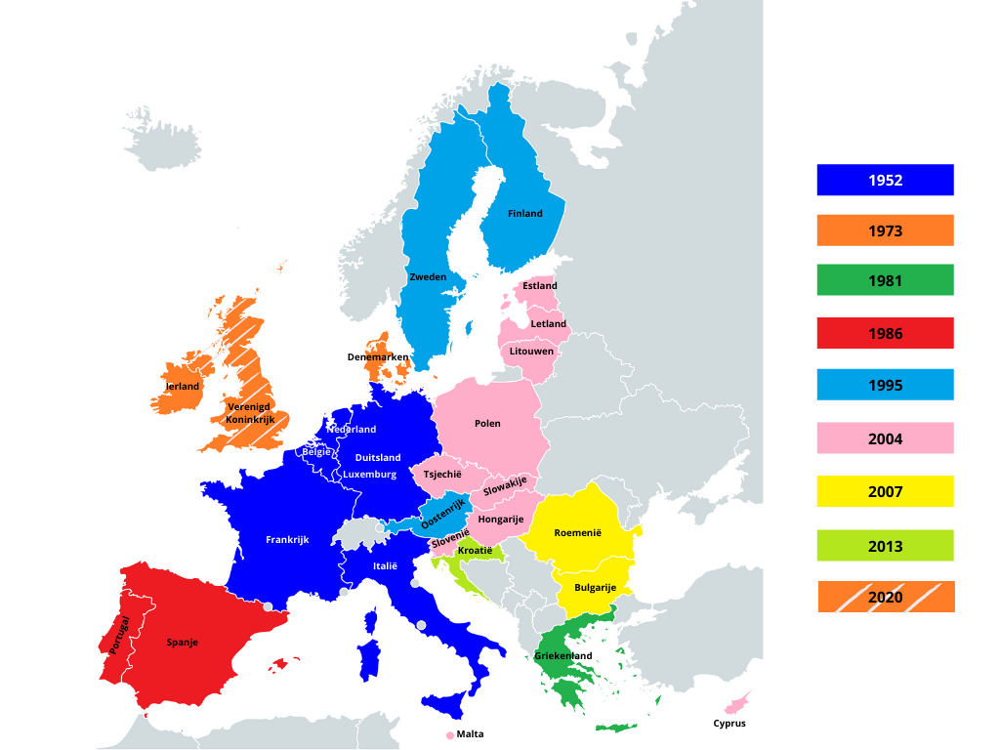 Finland
Zweden
Estland
Letland
Litouwen
Denemarken
Ierland
Verenigd
Koninkrijk
Nederland
België
Duitsland
Luxemburg
Polen
Tsjechië
Slowakije
Oostenrijk
Hongarije
Slovenië
Kroatië
Roemenië
Bulgarije
Frankrijk
Italië
Portugal
Spanje
Griekenland
Malta
Cyprus
1952
1973
1981
1986
1995
2004
2007
2013
2020